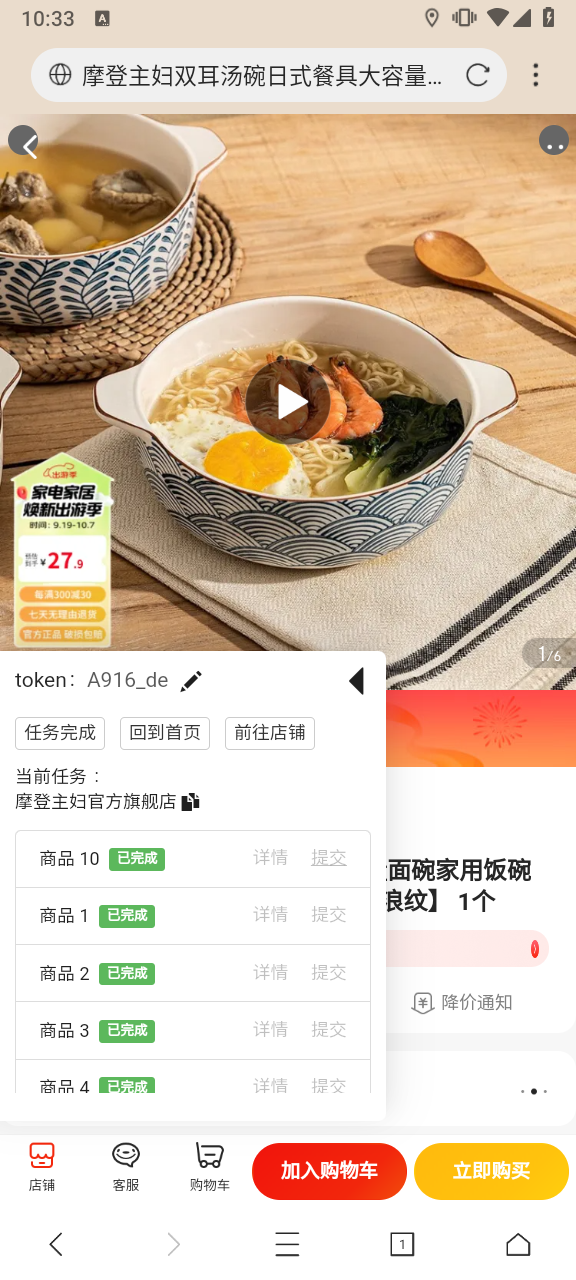 10:33
A
摩登主妇双耳汤碗日式餐具大容量...
出游季
家电家居
焕新出游季
时间：9.19-10.7
¥27.9
每满300减30
七天无理由退货
官方正品 破损包赔
1/6
token： A916_de
任务完成 回到首页 前往店铺
当前任务：
摩登主妇官方旗舰店
商品 10 已完成 详情 提交
面碗家用饭碗
浪纹】 1个
商品 1 已完成 详情 提交
商品 2 已完成 详情 提交
降价通知
商品 3 已完成 详情 提交
商品 4 已完成 详情 提交
店铺 客服 购物车 加入购物车 立即购买
1